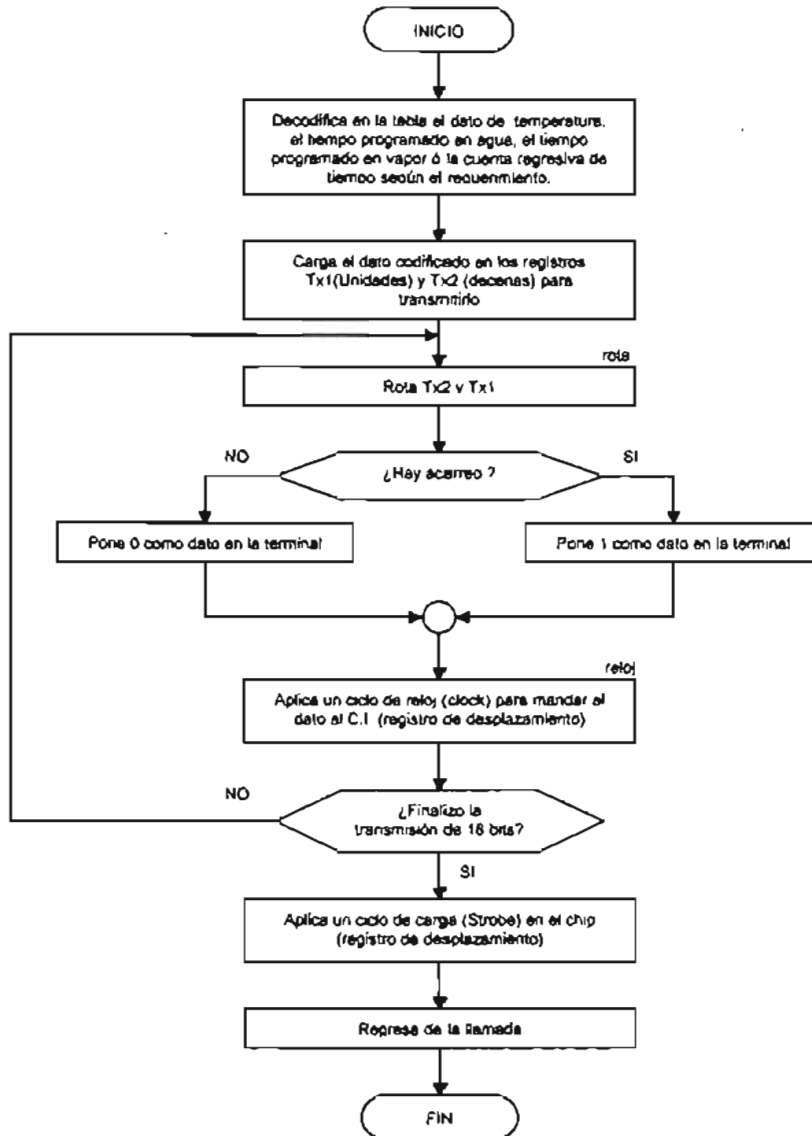 INICIO
Decodifica en la tabla el dato de temperatura,
el tiempo programado en agua, el tiempo
programado en vapor ó la cuenta regresiva de
tiempo según el requerimiento.
Carga el dato codificado en los registros
Tx1(Unidades) y Tx2 (decenas) para
transmitirlo
rota
Rota Tx2 y Tx1
NO
¿Hay acarreo ?
SI
Pone 0 como dato en la terminal
Pone 1 como dato en la terminal
reloj
Aplica un ciclo de reloj (clock) para mandar el
dato al C.I (registro de desplazamiento)
NO
¿Finalizo la
transmisión de 16 bits?
SI
Aplica un ciclo de carga (Strobe) en el chip
(registro de desplazamiento)
Regresa de la llamada
FIN